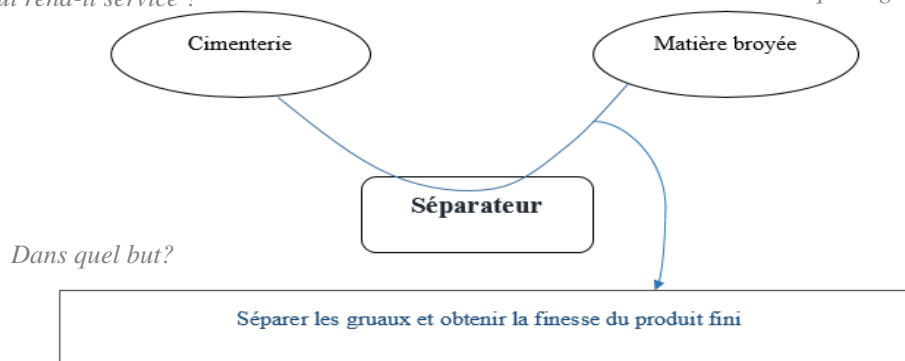 rend-il service ?
Cimenterie
Matière broyée
Séparateur
Dans quel but?
Séparer les gruaux et obtenir la finesse du produit fini